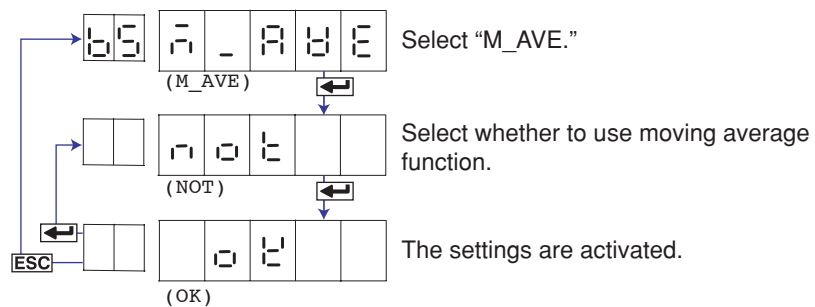 bS M_AVE Select “M_AVE.”
(M_AVE)
not Select whether to use moving average
function.
(NOT)
ESC oK The settings are activated.
(OK)